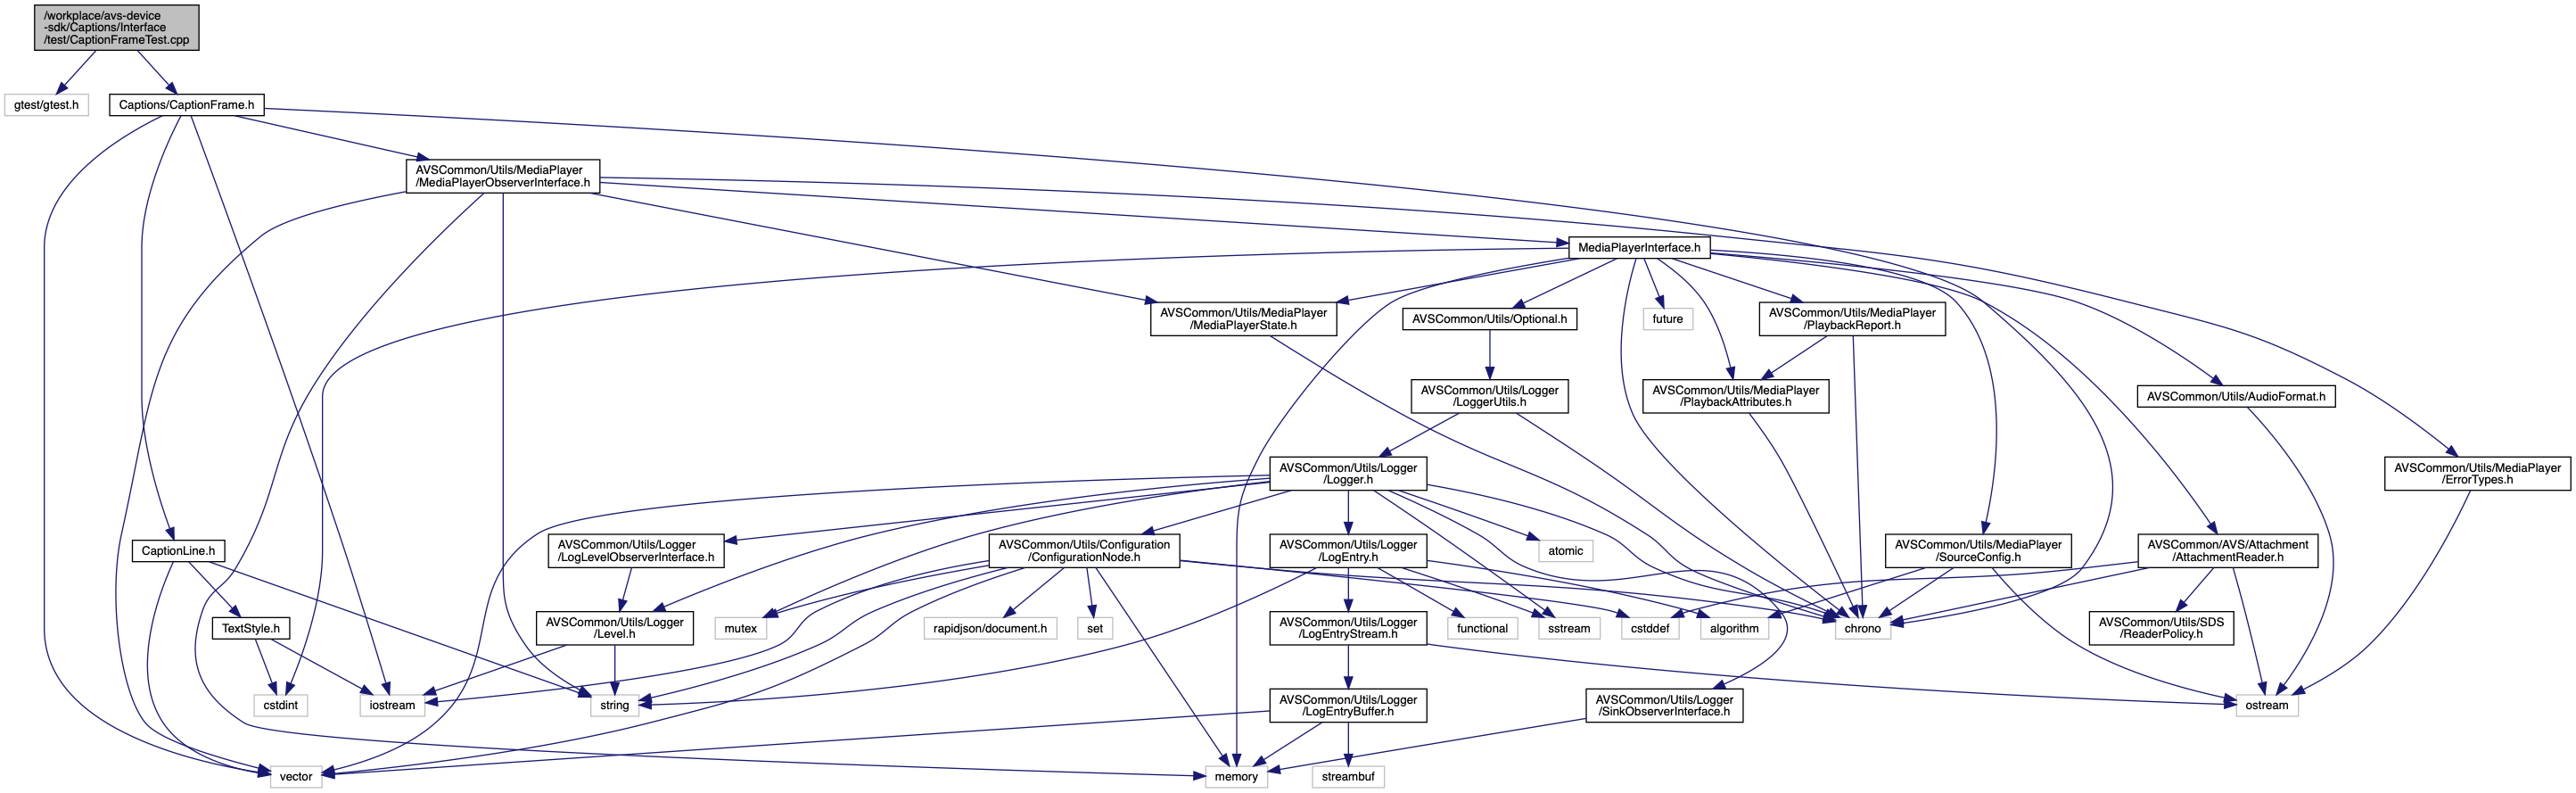 /workplace/avs-device
-sdk/Captions/Interface
/test/CaptionFrameTest.cpp
gtest/gtest.h
Captions/CaptionFrame.h
AVSCommon/Utils/MediaPlayer
/MediaPlayerObserverInterface.h
MediaPlayerInterface.h
AVSCommon/Utils/MediaPlayer
/MediaPlayerState.h
AVSCommon/Utils/Optional.h
future
AVSCommon/Utils/MediaPlayer
/PlaybackReport.h
AVSCommon/Utils/Logger
/LoggerUtils.h
AVSCommon/Utils/MediaPlayer
/PlaybackAttributes.h
AVSCommon/Utils/AudioFormat.h
AVSCommon/Utils/Logger
/Logger.h
AVSCommon/Utils/MediaPlayer
/ErrorTypes.h
CaptionLine.h
AVSCommon/Utils/Logger
/LogLevelObserverInterface.h
AVSCommon/Utils/Configuration
/ConfigurationNode.h
AVSCommon/Utils/Logger
/LogEntry.h
atomic
AVSCommon/Utils/MediaPlayer
/SourceConfig.h
AVSCommon/AVS/Attachment
/AttachmentReader.h
TextStyle.h
AVSCommon/Utils/Logger
/Level.h
mutex
rapidjson/document.h
set
AVSCommon/Utils/Logger
/LogEntryStream.h
functional
sstream
cstddef
algorithm
chrono
AVSCommon/Utils/SDS
/ReaderPolicy.h
cstdint
iostream
string
AVSCommon/Utils/Logger
/LogEntryBuffer.h
AVSCommon/Utils/Logger
/SinkObserverInterface.h
ostream
vector
memory
streambuf